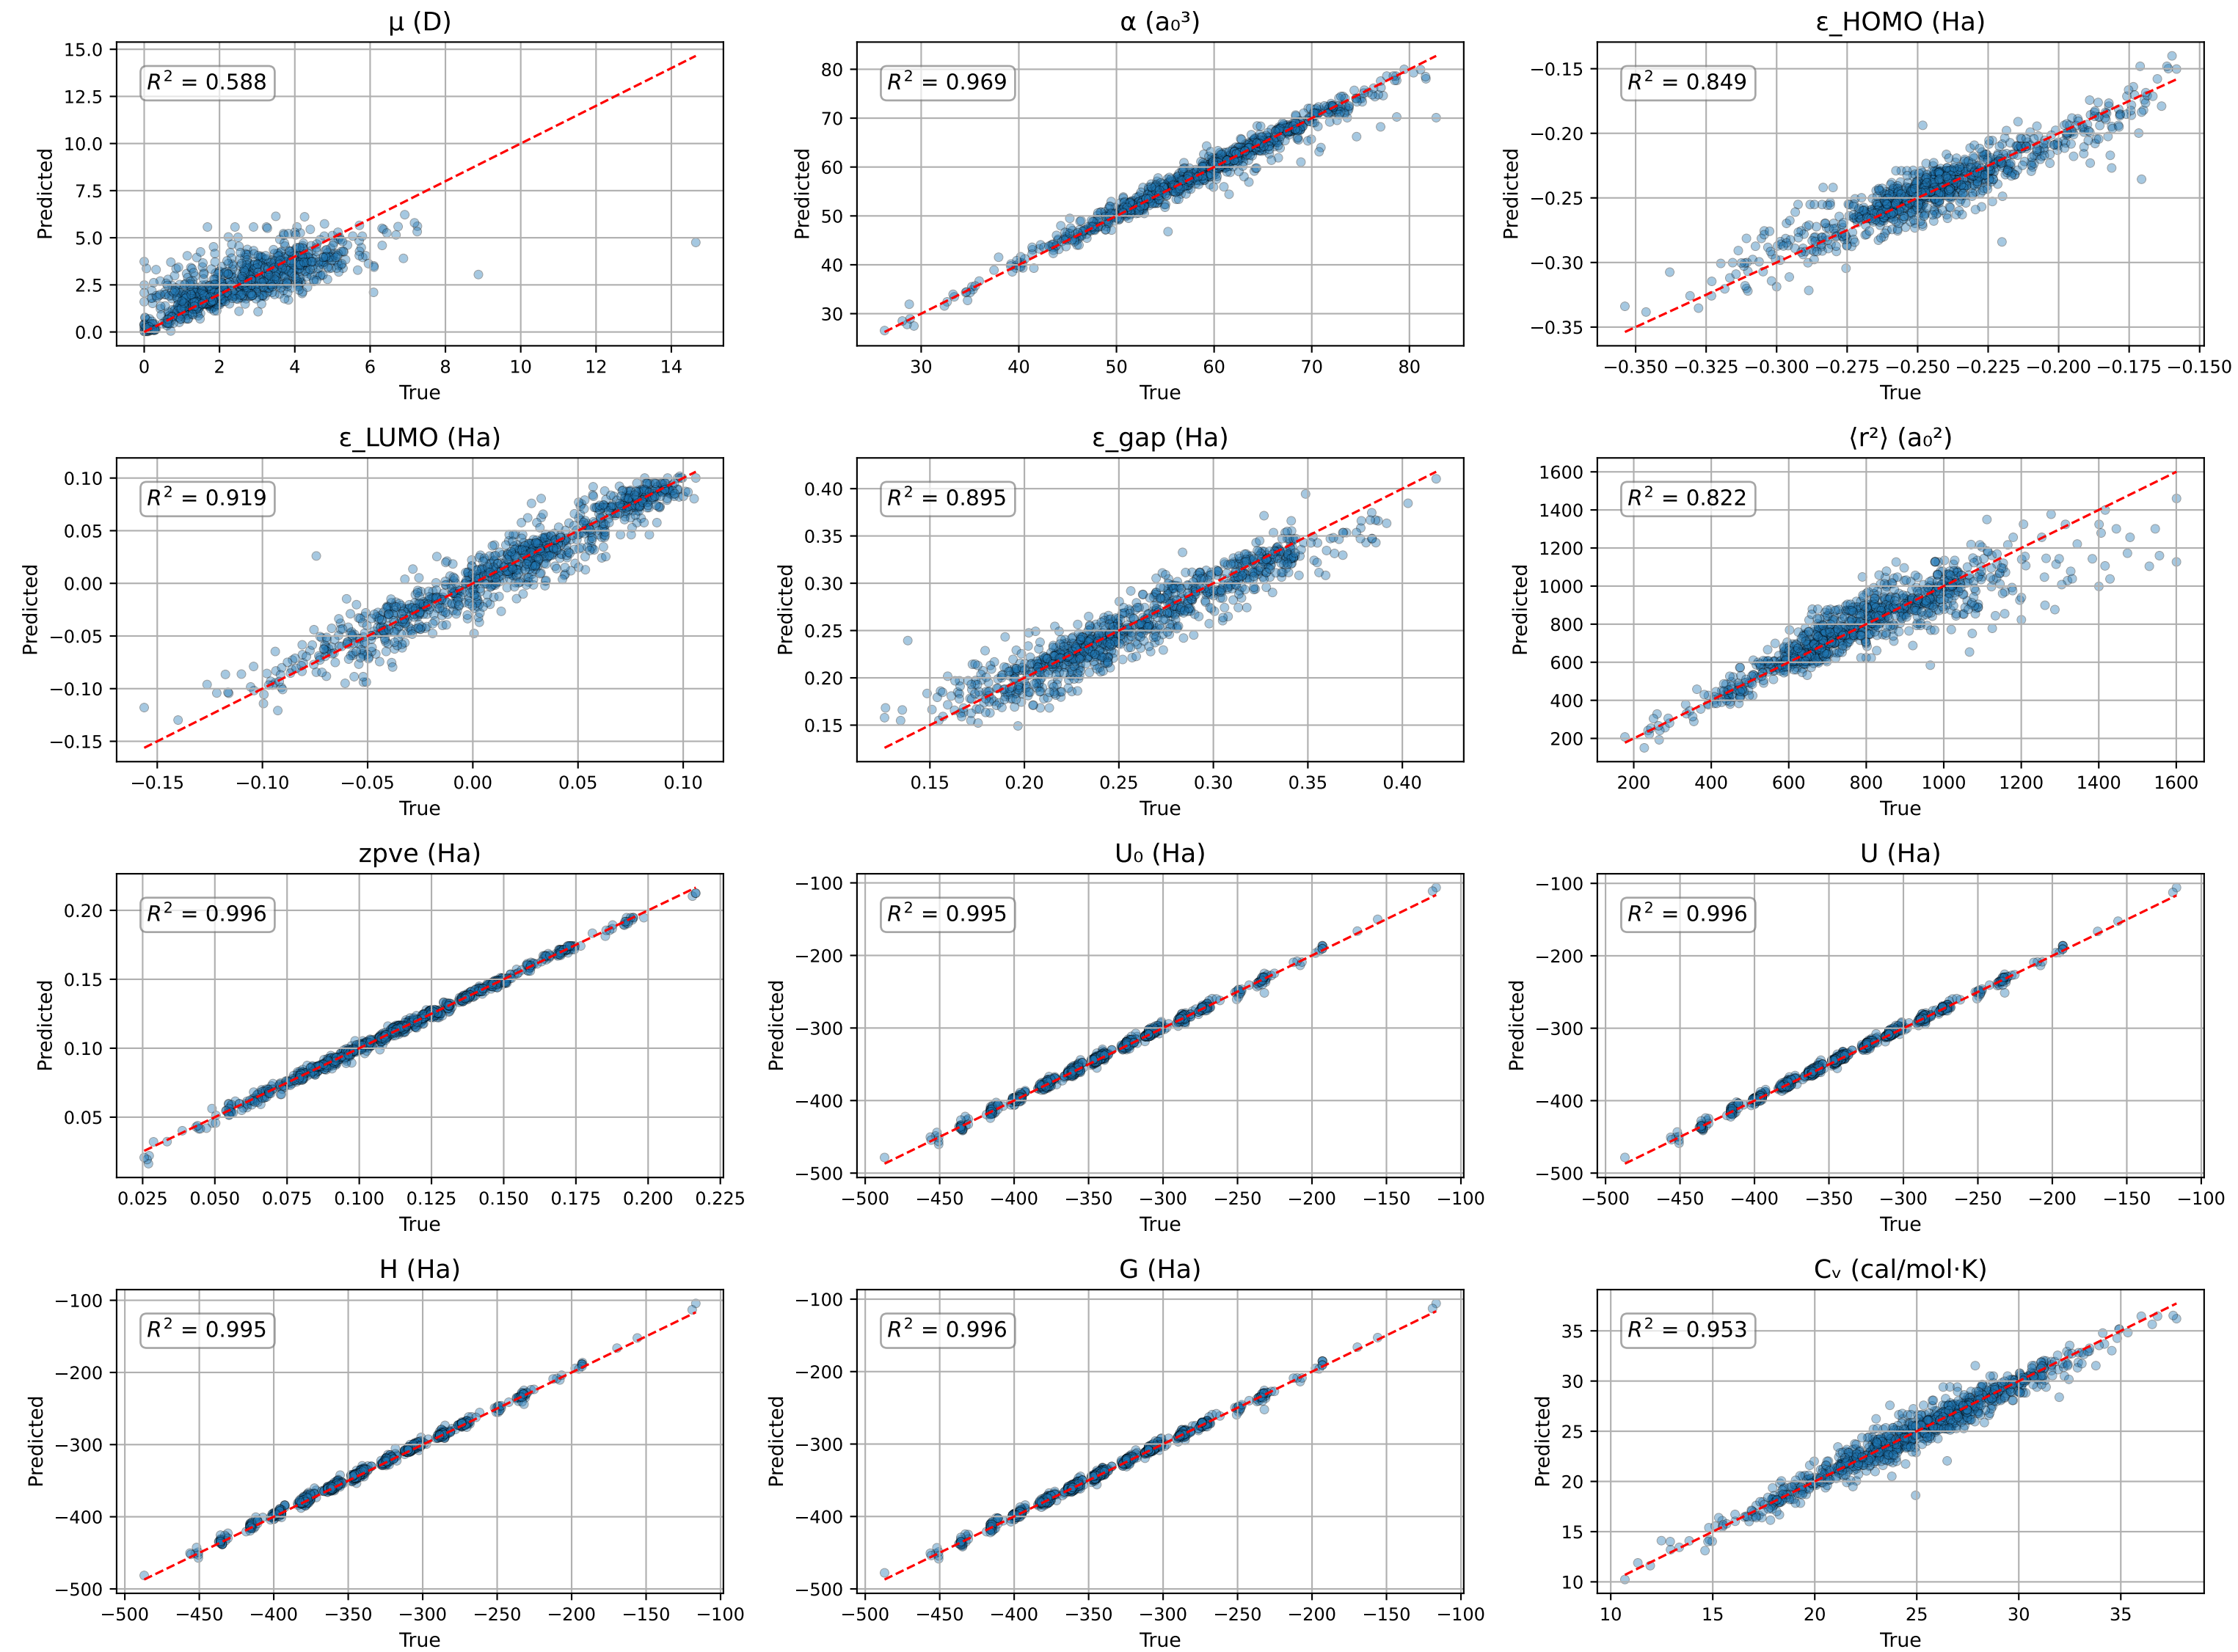 μ (D)
R² = 0.588
15.0
12.5
10.0
7.5
5.0
2.5
0.0
Predicted
0 2 4 6 8 10 12 14
True
α (a₀³)
R² = 0.969
80
70
60
50
40
30
Predicted
30 40 50 60 70 80
True
ε_HOMO (Ha)
R² = 0.849
−0.15
−0.20
−0.25
−0.30
−0.35
Predicted
−0.350 −0.325 −0.300 −0.275 −0.250 −0.225 −0.200 −0.175 −0.150
True
ε_LUMO (Ha)
R² = 0.919
0.10
0.05
0.00
−0.05
−0.10
−0.15
Predicted
−0.15 −0.10 −0.05 0.00 0.05 0.10
True
ε_gap (Ha)
R² = 0.895
0.40
0.35
0.30
0.25
0.20
0.15
Predicted
0.15 0.20 0.25 0.30 0.35 0.40
True
⟨r²⟩ (a₀²)
R² = 0.822
1600
1400
1200
1000
800
600
400
200
Predicted
200 400 600 800 1000 1200 1400 1600
True
zpve (Ha)
R² = 0.996
0.20
0.15
0.10
0.05
Predicted
0.025 0.050 0.075 0.100 0.125 0.150 0.175 0.200 0.225
True
U₀ (Ha)
R² = 0.995
−100
−200
−300
−400
−500
Predicted
−500 −450 −400 −350 −300 −250 −200 −150 −100
True
U (Ha)
R² = 0.996
−100
−200
−300
−400
−500
Predicted
−500 −450 −400 −350 −300 −250 −200 −150 −100
True
H (Ha)
R² = 0.995
−100
−200
−300
−400
−500
Predicted
−500 −450 −400 −350 −300 −250 −200 −150 −100
True
G (Ha)
R² = 0.996
−100
−200
−300
−400
−500
Predicted
−500 −450 −400 −350 −300 −250 −200 −150 −100
True
Cᵥ (cal/mol·K)
R² = 0.953
35
30
25
20
15
10
Predicted
10 15 20 25 30 35
True